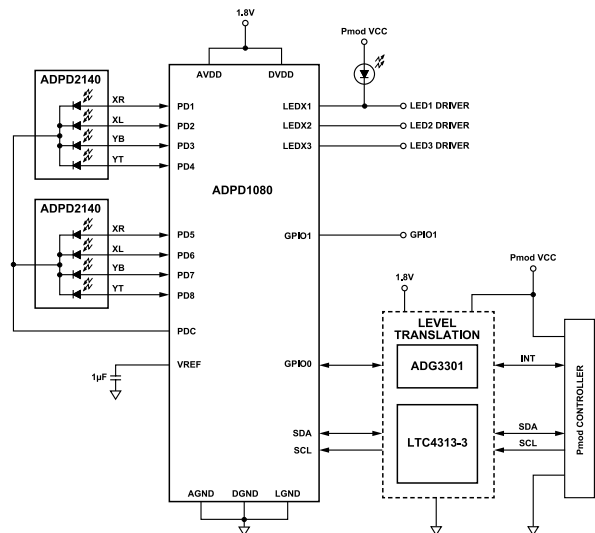 1.8V
Pmod VCC
AVDD DVDD
ADPD2140
XR
XL
YB
YT
PD1
PD2
PD3
PD4
LEDX1
LEDX2
LEDX3
LED1 DRIVER
LED2 DRIVER
LED3 DRIVER
ADPD1080
ADPD2140
XR
XL
YB
YT
PD5
PD6
PD7
PD8
GPIO1
GPIO1
PDC
VREF
1µF
1.8V
Pmod VCC
LEVEL
TRANSLATION
ADG3301
GPIO0
INT
LTC4313-3
SDA
SCL
SDA
SCL
Pmod CONTROLLER
AGND DGND LGND